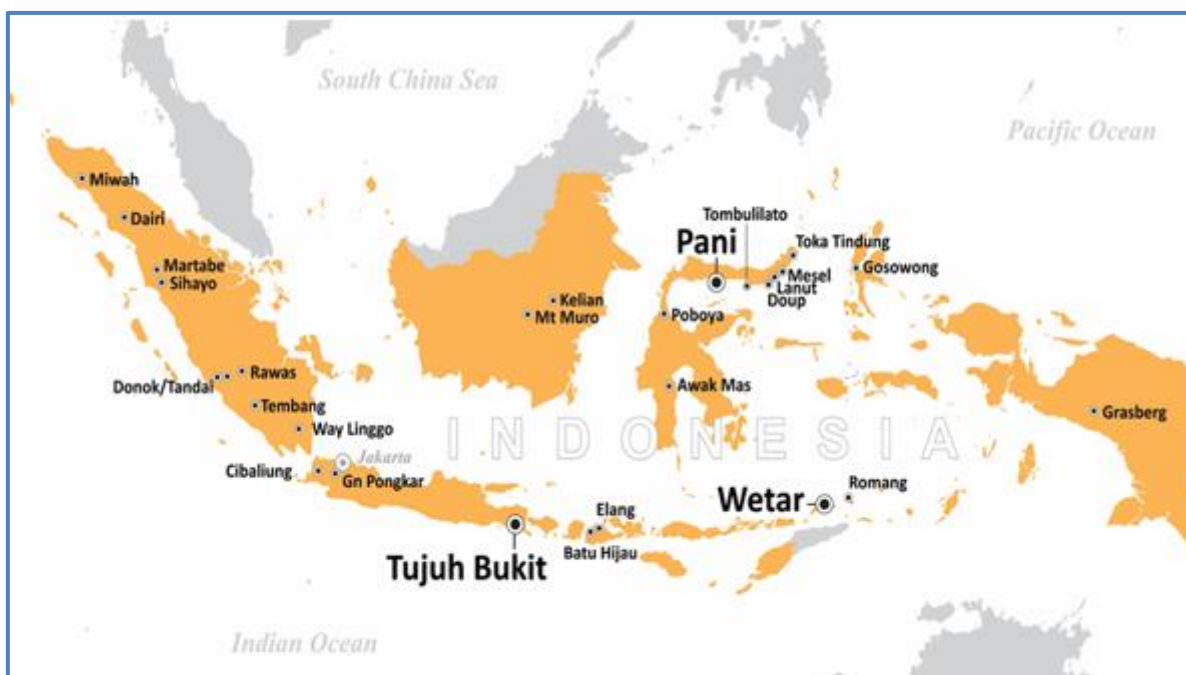 South China Sea
Pacific Ocean
Miwah
Dairi
Martabe
Sihayo
Tombulilato
Pani
Toka Tindung
Mesel
Lanut
Doup
Gosowong
Kelian
Mt Muro
Poboya
Donok/Tandai
Rawas
Awak Mas
Tembang
Grasberg
Way Linggo
INDONESIA
Jakarta
Cibaliung
Gn Pongkar
Romang
Wetar
Elang
Batu Hijau
Tujuh Bukit
Indian Ocean